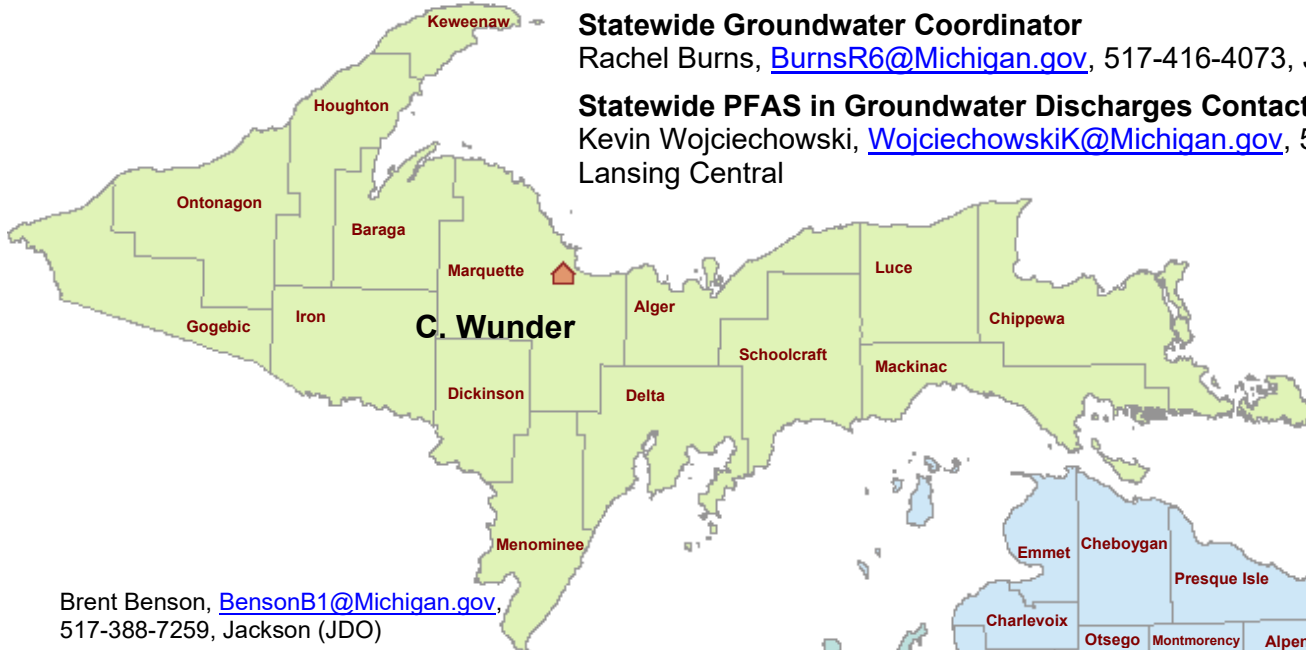 Statewide Groundwater Coordinator
Rachel Burns, BurnsR6@Michigan.gov, 517-416-4073,
Statewide PFAS in Groundwater Discharges Contact
Kevin Wojciechowski, WojciechowskiK@Michigan.gov,
Lansing Central
Keweenaw
Houghton
Ontonagon
Baraga
Marquette
Luce
Alger
Chippewa
Gogebic
Iron
C. Wunder
Schoolcraft
Mackinac
Dickinson
Delta
Menominee
Emmet
Cheboygan
Presque Isle
Brent Benson, BensonB1@Michigan.gov,
517-388-7259, Jackson (JDO)
Charlevoix
Otsego
Montmorency
Alpen